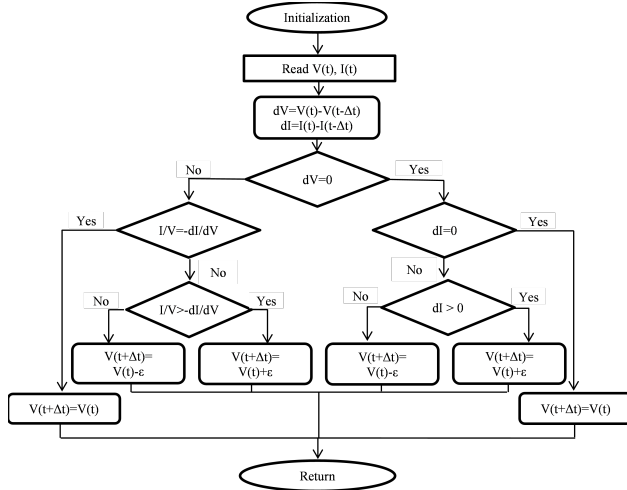 Initialization
Read V(t), I(t)
dV=V(t)-V(t-Δt)
dI=I(t)-I(t-Δt)
No
Yes
dV=0
Yes
I/V=-dI/dV
dI=0
Yes
No
No
No
I/V>-dI/dV
Yes
No
dI > 0
Yes
V(t+Δt)=
V(t)-ε
V(t+Δt)=
V(t)+ε
V(t+Δt)=
V(t)-ε
V(t+Δt)=
V(t)+ε
V(t+Δt)=V(t)
V(t+Δt)=V(t)
Return